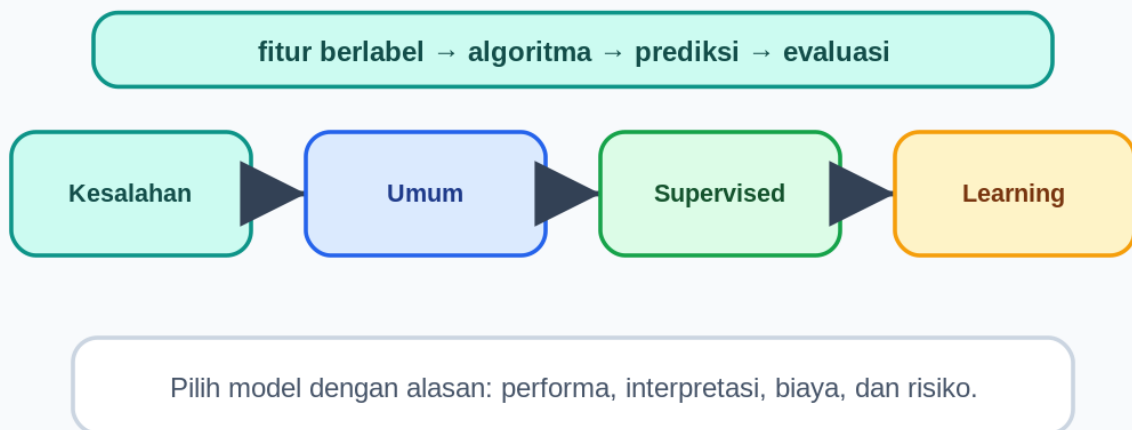 fitur berlabel → algoritma → prediksi → evaluasi
Kesalahan
Umum
Supervised
Learning
Pilih model dengan alasan: performa, interpretasi, biaya, dan risiko.